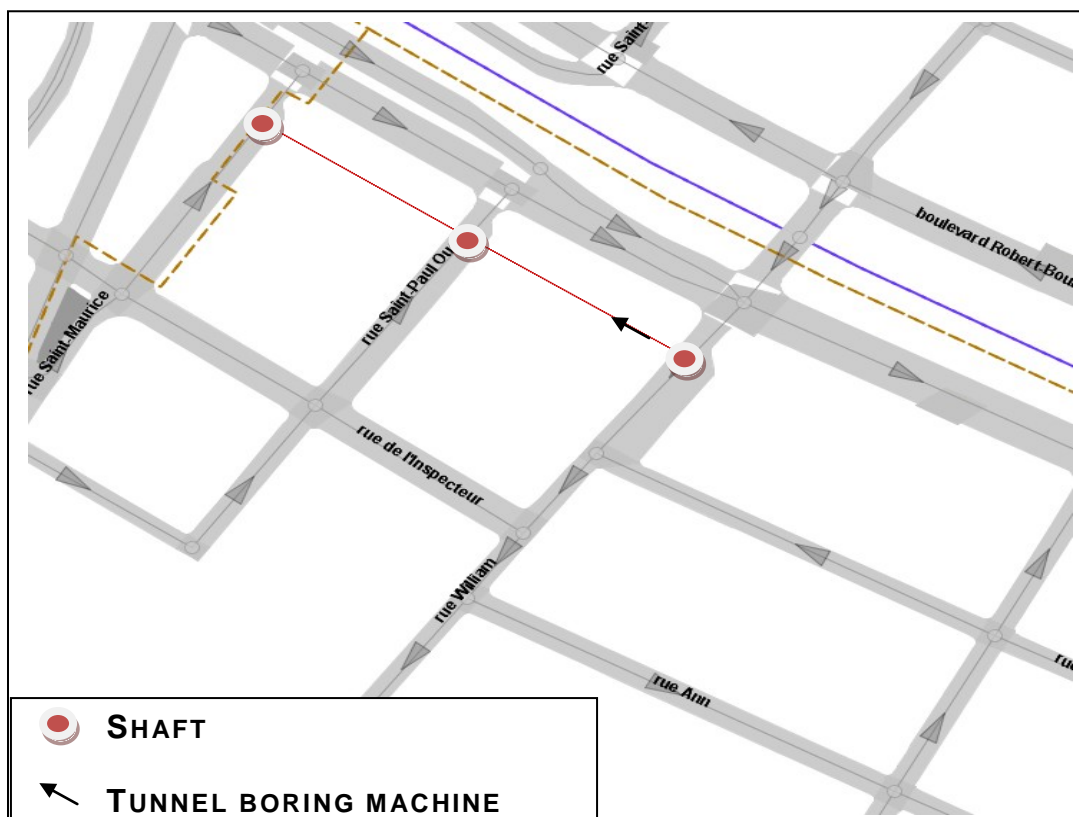 rue Saint-
boulevard Robert-Bou
rue Saint-Paul Ou
rue Saint-Maurice
rue de l'Inspecteur
rue William
rue Ann
rue
SHAFT
TUNNEL BORING MACHINE